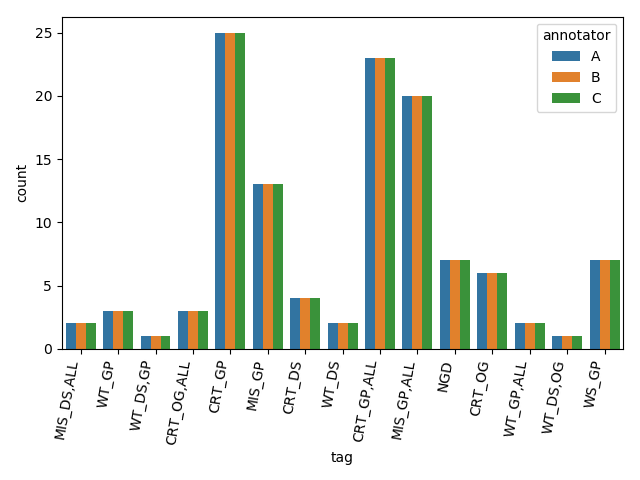 annotator
A
B
C
count
25
20
15
10
5
0
MIS_DS,ALL
WT_GP
WT_DS,GP
CRT_OG,ALL
CRT_GP
MIS_GP
CRT_DS
WT_DS
CRT_GP,ALL
MIS_GP,ALL
NGD
CRT_OG
WT_GP,ALL
WT_DS,OG
WS_GP
tag